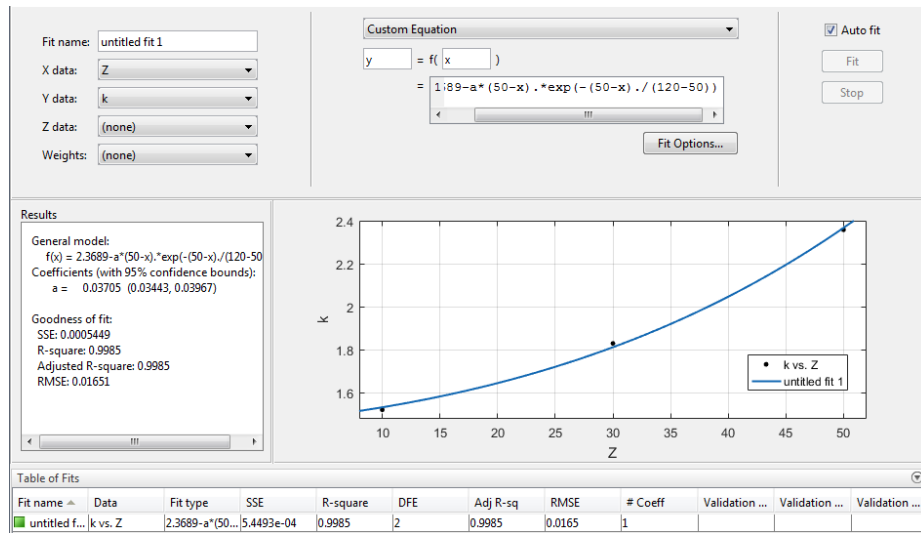 Fit name: untitled fit 1
X data: Z
Y data: k
Z data: (none)
Weights: (none)
Custom Equation
y = f( x )
= 89-a*(50-x).*exp(-(50-x)./(120-50))
Fit Options...
Auto fit
Fit
Stop
Results
General model:
f(x) = 2.3689-a*(50-x).*exp(-(50-x)./(120-50
Coefficients (with 95% confidence bounds):
a = 0.03705 (0.03443, 0.03967)
Goodness of fit:
SSE: 0.0005449
R-square: 0.9985
Adjusted R-square: 0.9985
RMSE: 0.01651
2.4
2.2
2
1.8
1.6
k
10 15 20 25 30 35 40 45 50
Z
k vs. Z
untitled fit 1
Table of Fits
Fit name Data Fit type SSE R-square DFE Adj R-sq RMSE # Coeff Validation ... Validation ... Validation ...
untitled f... k vs. Z 2.3689-a*(50... 5.4493e-04 0.9985 2 0.9985 0.0165 1